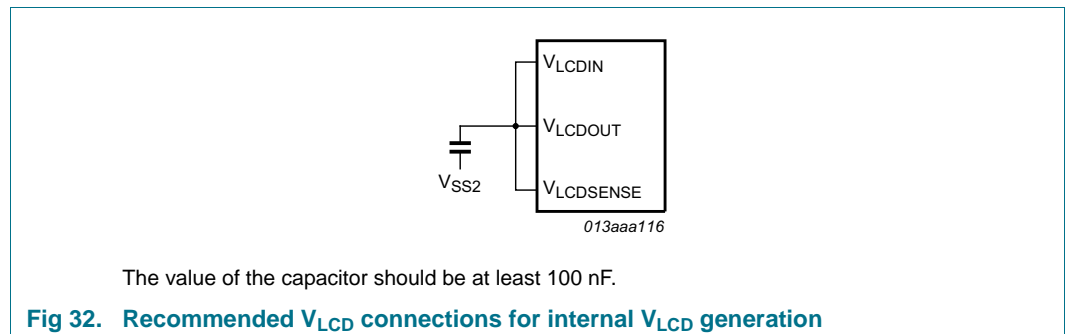 VLCDIN
VLCDOUT
VSS2
VLCDSENSE
013aaa116
The value of the capacitor should be at least 100 nF.
Fig 32. Recommended VLCD connections for internal VLCD generation